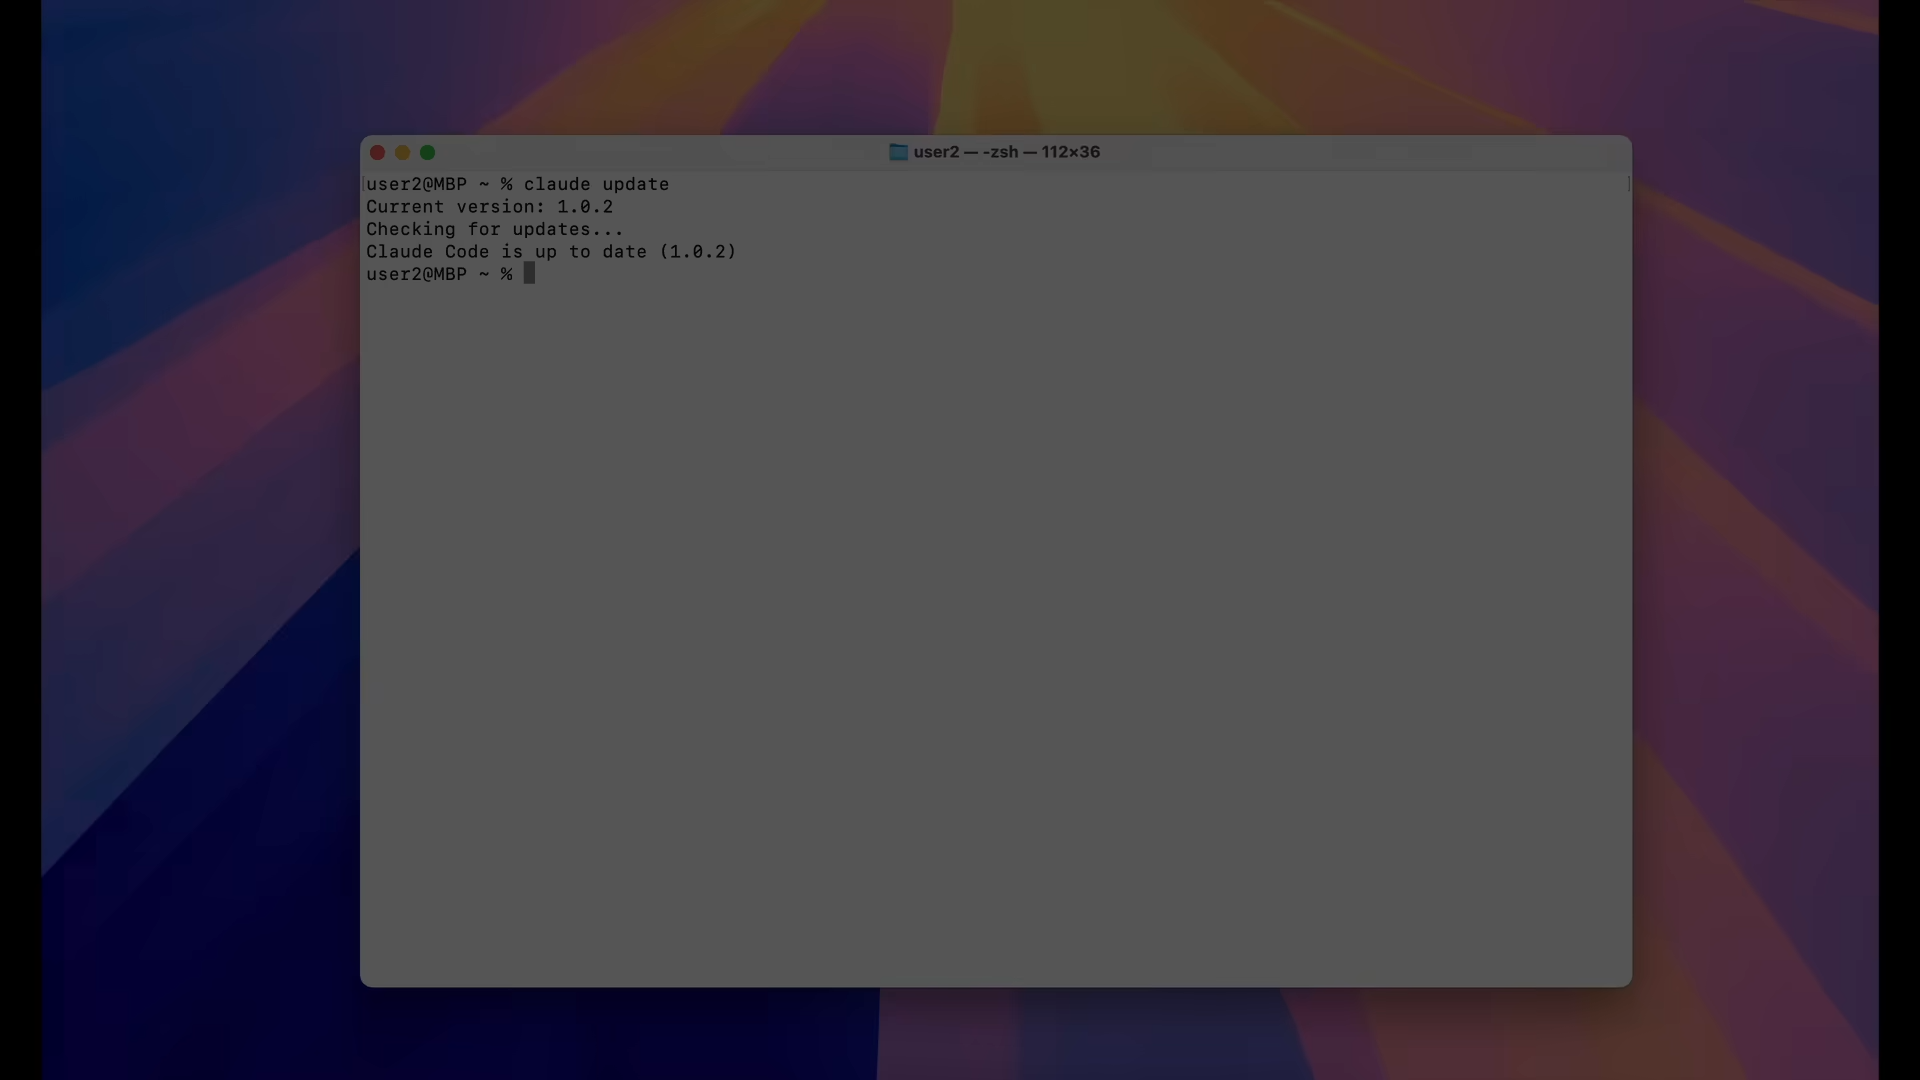 user2 — -zsh — 112×36
user2@MBP ~ % claude update
Current version: 1.0.2
Checking for updates...
Claude Code is up to date (1.0.2)
user2@MBP ~ %